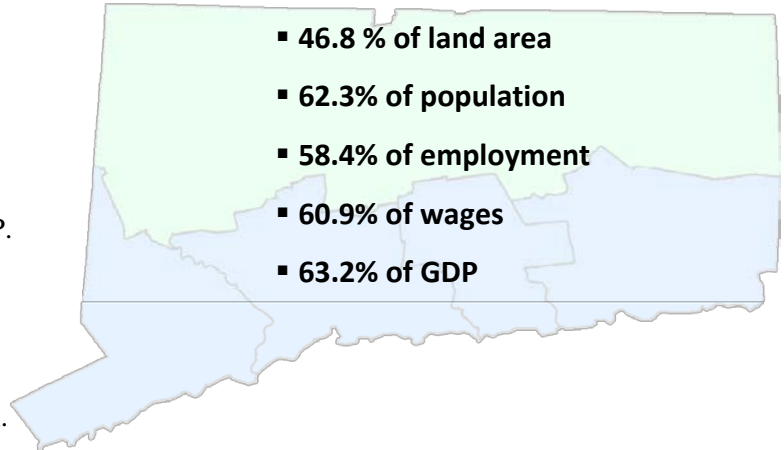 ▪ 46.8 % of land area
▪ 62.3% of population
▪ 58.4% of employment
▪ 60.9% of wages
▪ 63.2% of GDP